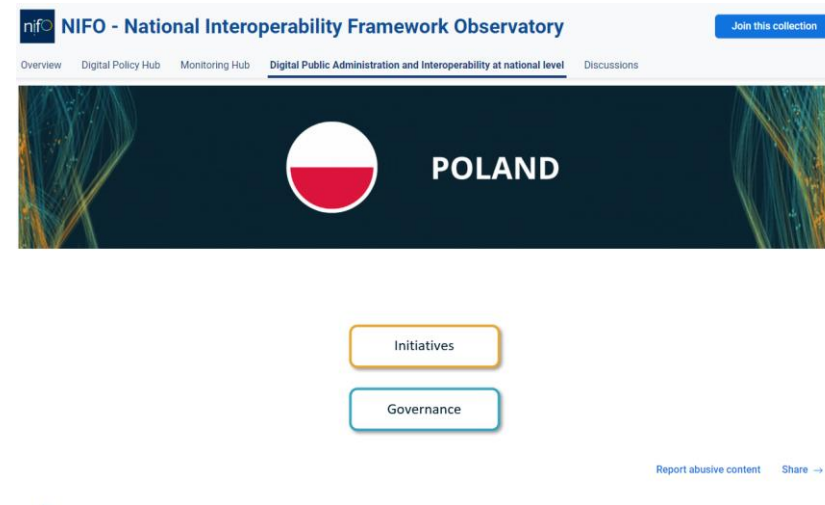 nifo NIFO - National Interoperability Framework Observatory
Join this collection
Overview Digital Policy Hub Monitoring Hub Digital Public Administration and Interoperability at national level Discussions
POLAND
Initiatives
Governance
Report abusive content Share →